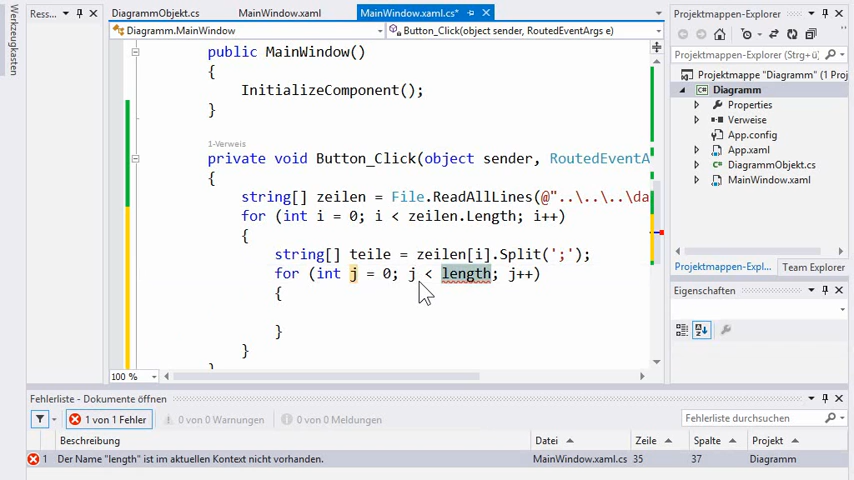 Werkzeugkasten
Ress...
DiagrammObjekt.cs
MainWindow.xaml
MainWindow.xaml.cs*
Diagramm.MainWindow
Button_Click(object sender, RoutedEventArgs e)
public MainWindow()
{
InitializeComponent();
}
1-Verweis
private void Button_Click(object sender, RoutedEventA
{
string[] zeilen = File.ReadAllLines(@"..\..\..\da
for (int i = 0; i < zeilen.Length; i++)
{
string[] teile = zeilen[i].Split(';');
for (int j = 0; j < length; j++)
{
}
}
100 %
Projektmappen-Explorer
Projektmappen-Explorer (Strg+ü)
Projektmappe "Diagramm" (1 Proj
Diagramm
Properties
Verweise
App.config
App.xaml
DiagrammObjekt.cs
MainWindow.xaml
Projektmappen-Expl...
Team Explorer
Eigenschaften
Fehlerliste - Dokumente öffnen
1 von 1 Fehler
0 von 0 Warnungen
0 von 0 Meldungen
Fehlerliste durchsuchen
Beschreibung Datei Zeile Spalte Projekt
1 Der Name "length" ist im aktuellen Kontext nicht vorhanden. MainWindow.xaml.cs 35 37 Diagramm